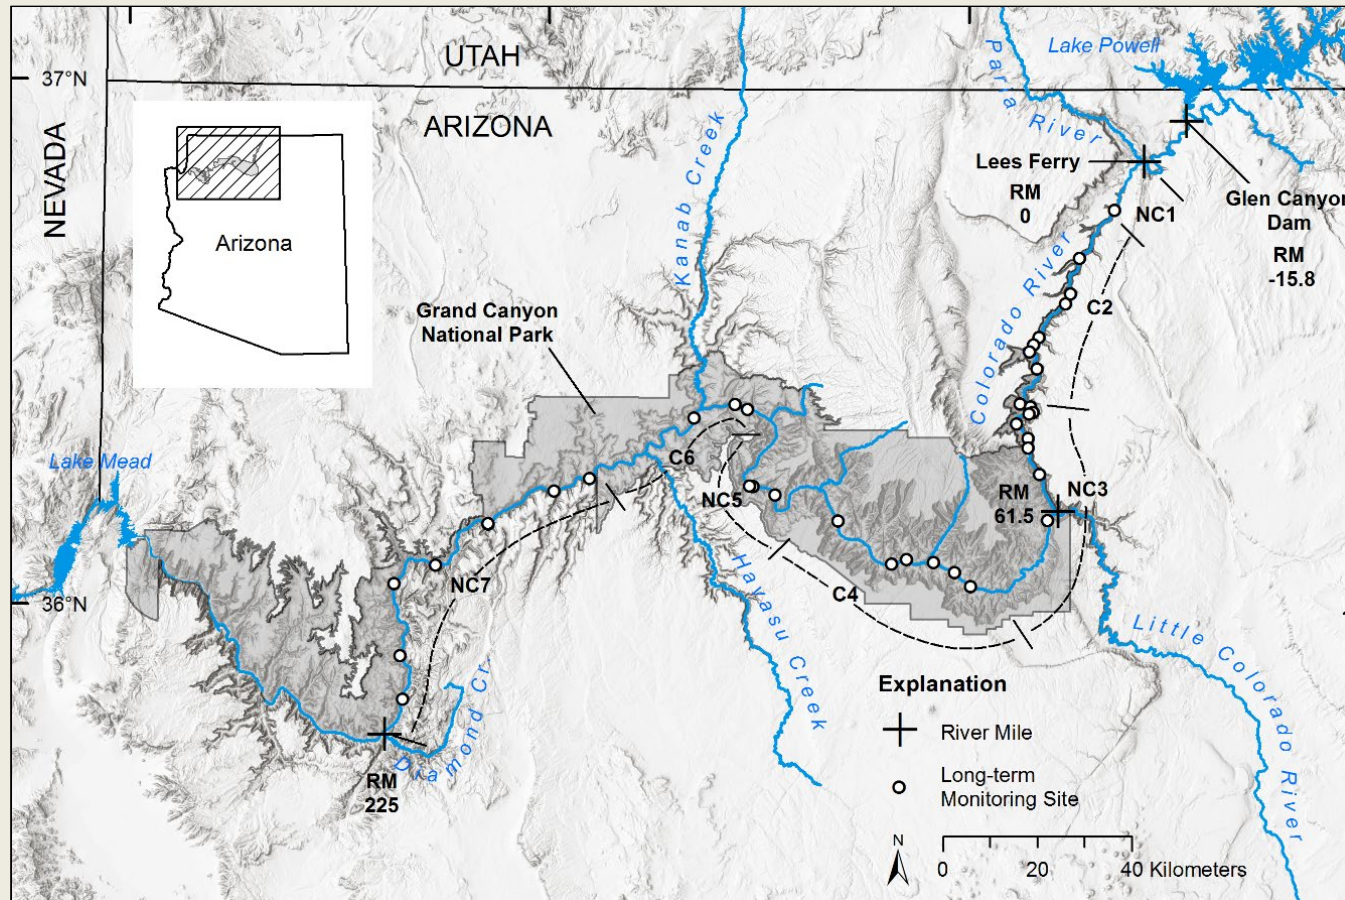 UTAH
ARIZONA
NEVADA
37°N
36°N
Arizona
Paria River
Lake Powell
Kanab Creek
Lees Ferry
RM
0
NC1
Glen Canyon
Dam
RM
-15.8
Colorado River
C2
Grand Canyon
National Park
Lake Mead
C6
NC5
RM
61.5
NC3
NC7
C4
Havasu Creek
Little Colorado River
Diamond Cr.
RM
225
Explanation
River Mile
Long-term
Monitoring Site
N
0 20 40 Kilometers